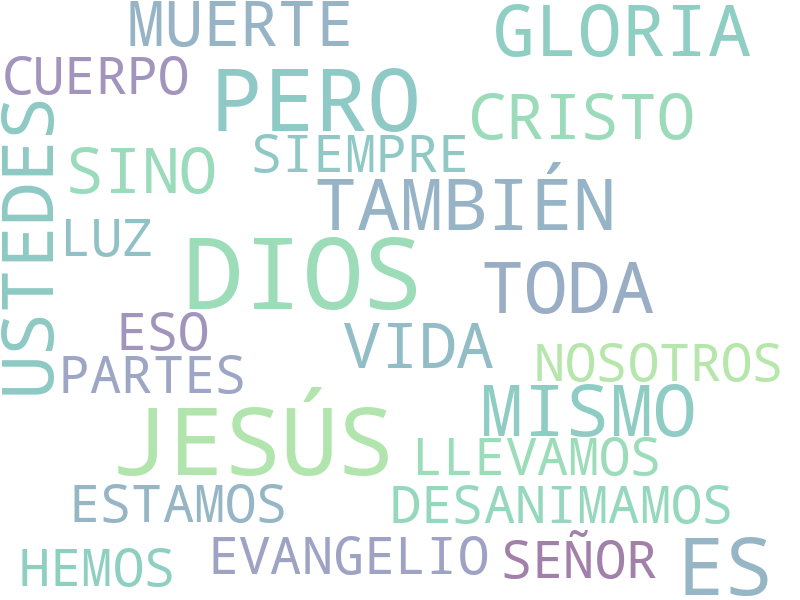 MUERTE
GLORIA
CUERPO
PERO
CRISTO
USTEDES
SINO
SIEMPRE
TAMBIÉN
LUZ
DIOS
TODA
ESO
VIDA
PARTES
NOSOTROS
MISMO
JESÚS
LLEVAMOS
ESTAMOS
DESANIMAMOS
HEMOS
EVANGELIO
SEÑOR
ES